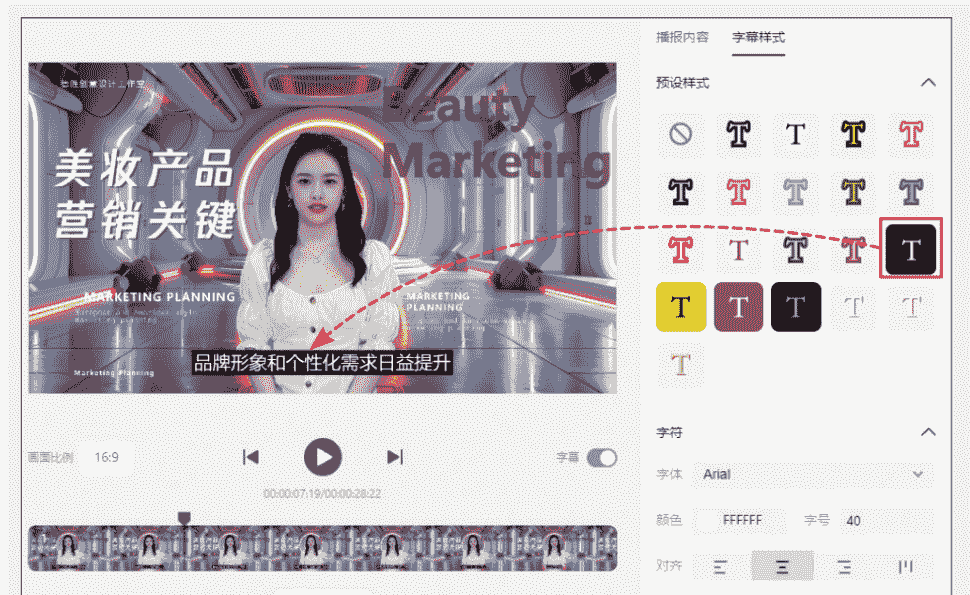 播报内容 字幕样式
预设样式
Beauty
Marketing
美妆产品
营销关键
MARKETING PLANNING
MARKETING
PLANNING
品牌形象和个性化需求日益提升
Marketing Planning
画面比例 16:9
字幕
00:00:07:19/00:00:28:22
字符
字体 Arial
颜色 FFFFFF 字号 40
对齐